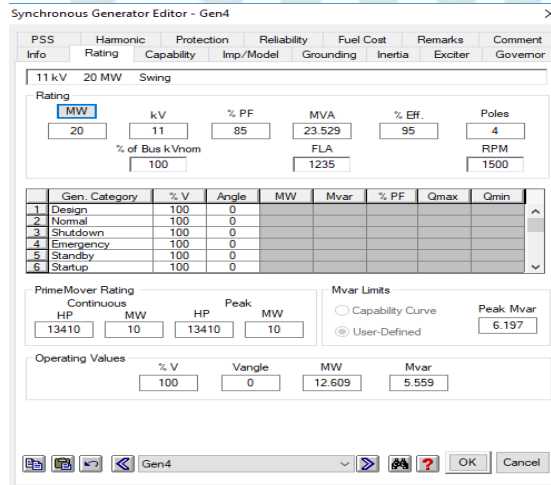 Synchronous Generator Editor - Gen4
PSS Harmonic Protection Reliability Fuel Cost Remarks Comment
Info Rating Capability Imp/Model Grounding Inertia Exciter Governor
11 kV 20 MW Swing
Rating
MW kV % PF MVA % Eff. Poles
20 11 85 23.529 95 4
% of Bus kVnom FLA RPM
100 1235 1500
Gen. Category % V Angle MW Mvar % PF Qmax Qmin
1 Design 100 0
2 Normal 100 0
3 Shutdown 100 0
4 Emergency 100 0
5 Standby 100 0
6 Startup 100 0
PrimeMover Rating Mvar Limits
Continuous Peak
HP MW HP MW Capability Curve Peak Mvar
13410 10 13410 10 User-Defined 6.197
Operating Values
% V Vangle MW Mvar
100 0 12.609 5.559
Gen4 ? OK Cancel